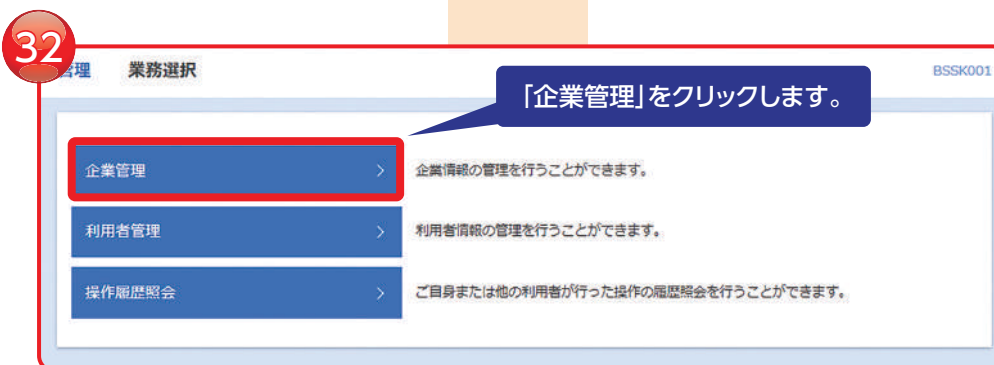 32
管理 業務選択 BSSK001
「企業管理」をクリックします。
企業管理 > 企業情報の管理を行うことができます。
利用者管理 > 利用者情報の管理を行うことができます。
操作履歴照会 > ご自身または他の利用者が行った操作の履歴照会を行うことができます。